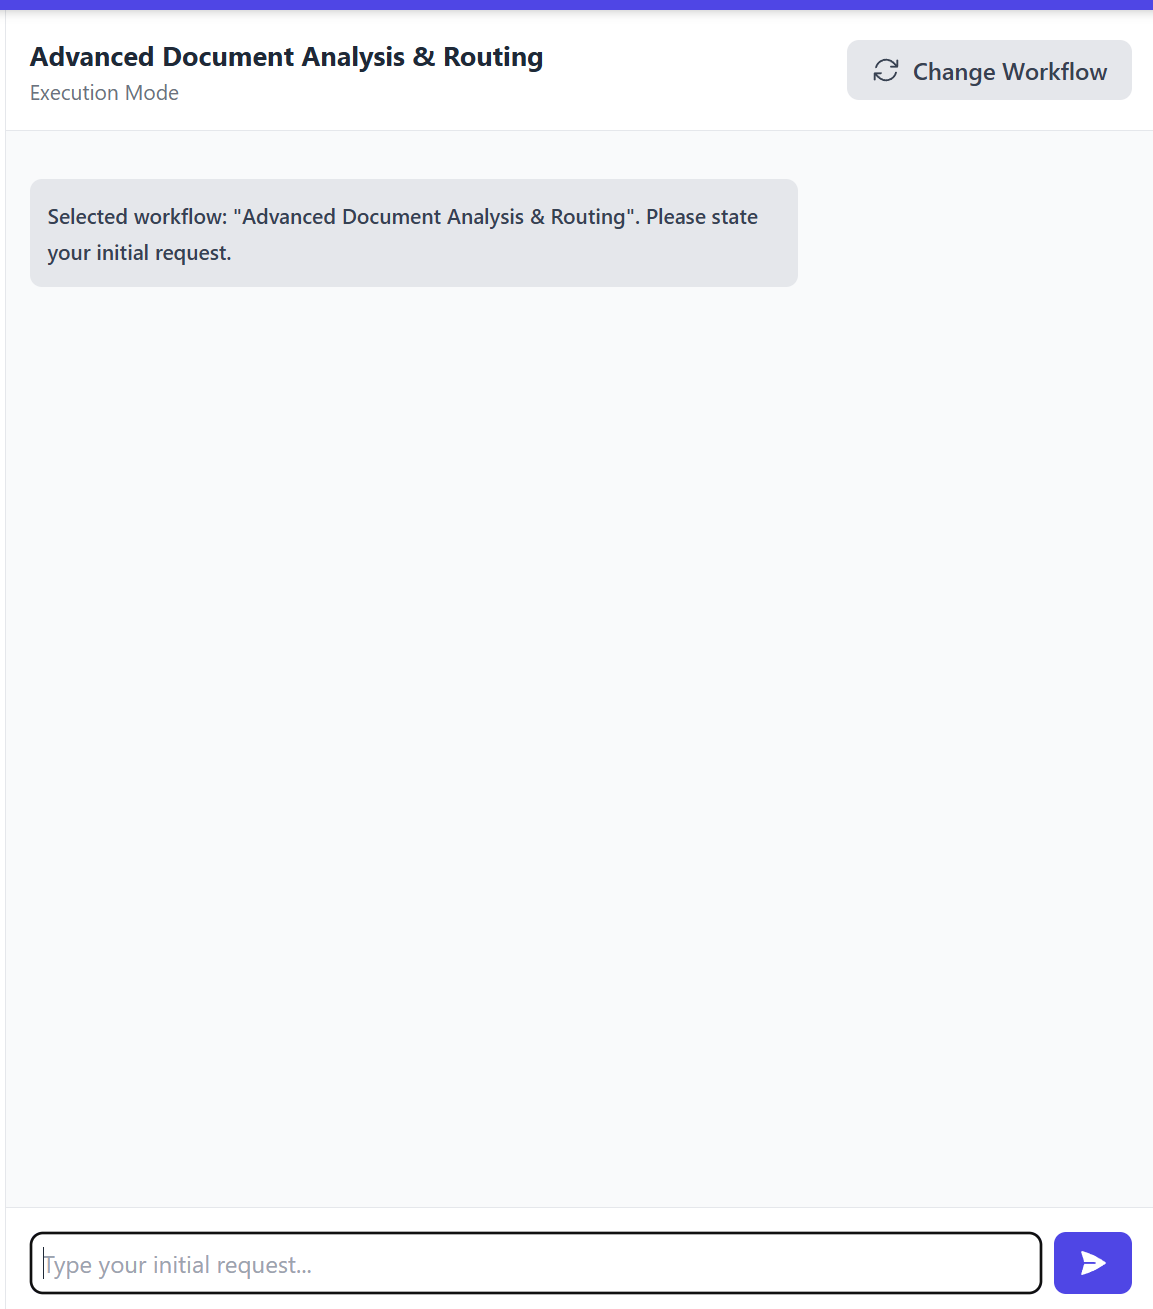 Advanced Document Analysis & Routing
Execution Mode
Change Workflow
Selected workflow: "Advanced Document Analysis & Routing". Please state
your initial request.
Type your initial request...